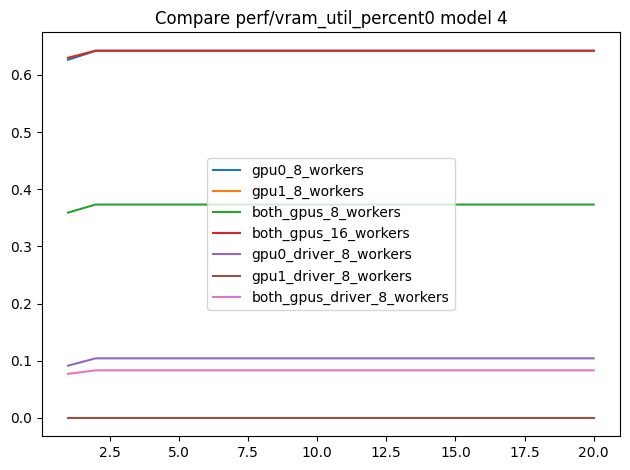 Compare perf/vram_util_percent0 model 4
0.6
0.5
0.4
0.3
0.2
0.1
0.0
gpu0_8_workers
gpu1_8_workers
both_gpus_8_workers
both_gpus_16_workers
gpu0_driver_8_workers
gpu1_driver_8_workers
both_gpus_driver_8_workers
2.5 5.0 7.5 10.0 12.5 15.0 17.5 20.0